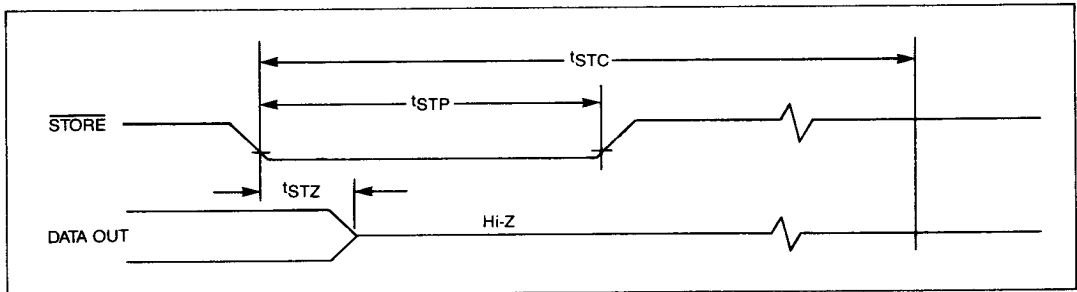 tSTC
tSTP
STORE
tSTZ
Hi-Z
DATA OUT